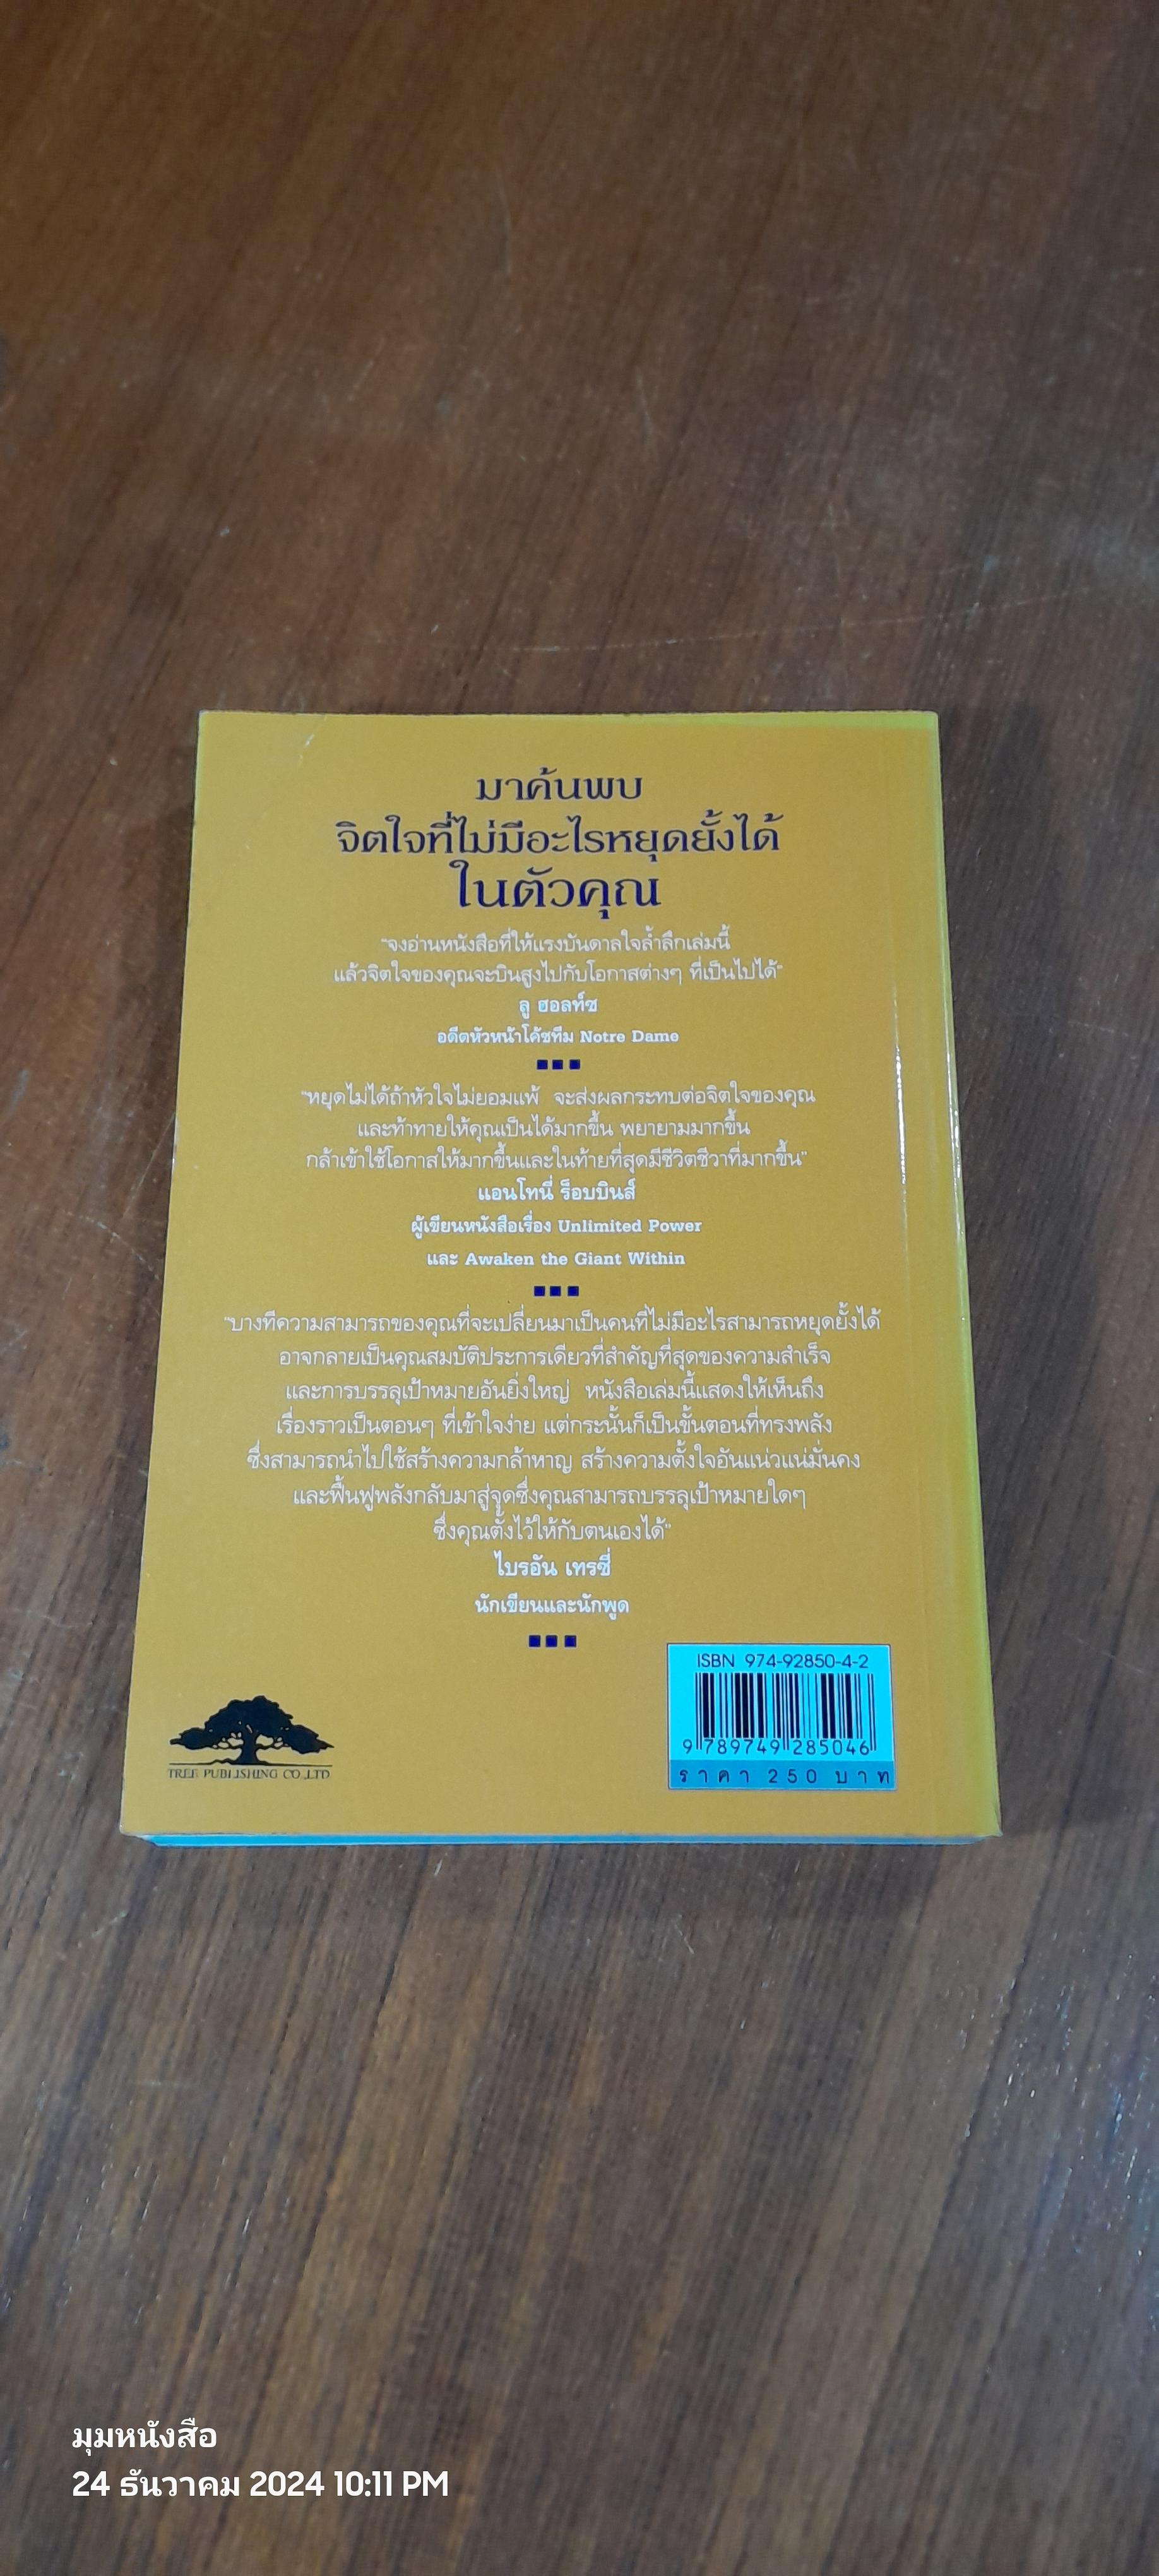 มาค้นพบ
จิตใจที่ไม่มีอะไรหยุดยั้งได้
ในตัวคุณ
"จงอ่านหนังสือที่ให้แรงบันดาลใจล้ำลึกเล่มนี้
แล้วจิตใจของคุณจะบินสูงไปกับโอกาสต่างๆ ที่เป็นไปได้"
ลู ฮอลท์ซ
อดีตหัวหน้าโค้ชทีม Notre Dame
"หยุดไม่ได้ถ้าหัวใจไม่ยอมแพ้ จะส่งผลกระทบต่อจิตใจของคุณ
และท้าทายให้คุณเป็นได้มากขึ้น พยายามมากขึ้น
กล้าเข้าใช้โอกาสให้มากขึ้นและในท้ายที่สุดมีชีวิตชีวาที่มากขึ้น"
แอนโทนี่ ร็อบบินส์
ผู้เขียนหนังสือเรื่อง Unlimited Power
และ Awaken the Giant Within
"บางทีความสามารถของคุณที่จะเปลี่ยนมาเป็นคนที่ไม่มีอะไรสามารถหยุดยั้งได้
อาจกลายเป็นคุณสมบัติประการเดียวที่สำคัญที่สุดของความสำเร็จ
และการบรรลุเป้าหมายอันยิ่งใหญ่ หนังสือเล่มนี้แสดงให้เห็นถึง
เรื่องราวเป็นตอนๆ ที่เข้าใจง่าย แต่กระนั้นก็เป็นขั้นตอนที่ทรงพลัง
ซึ่งสามารถนำไปใช้สร้างความกล้าหาญ สร้างความตั้งใจอันแน่วแน่มั่นคง
และฟื้นฟูพลังกลับมาสู่จุดซึ่งคุณสามารถบรรลุเป้าหมายใดๆ
ซึ่งคุณตั้งไว้ให้กับตนเองได้"
ไบรอัน เทรซี่
นักเขียนและนักพูด
ISBN 974-92850-4-2
9 789749 285046
ราคา 250 บาท
TREE PUBLISHING CO.,LTD
มุมหนังสือ
24 ธันวาคม 2024 10:11 PM